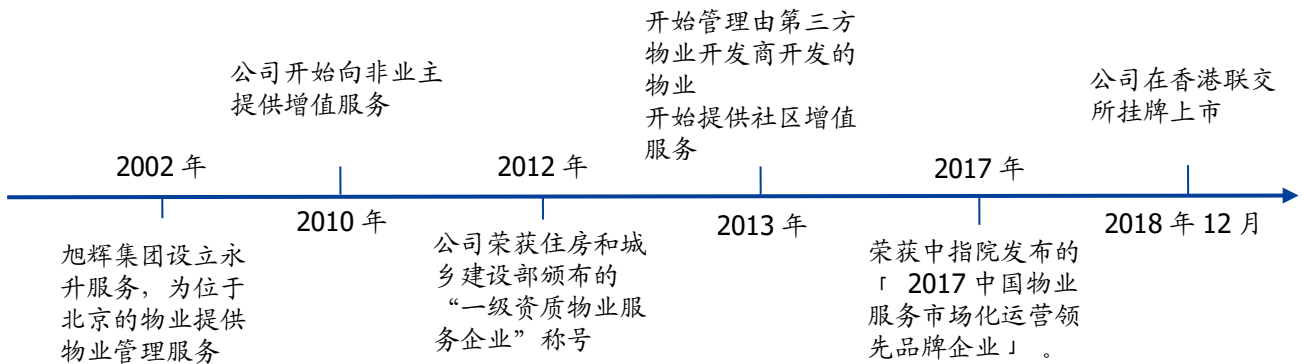 2002 年
旭辉集团设立永
升服务，为位于
北京的物业提供
物业管理服务
公司开始向非业主
提供增值服务
2010 年
2012 年
公司荣获住房和城
乡建设部颁布的
“一级资质物业服
务企业”称号
开始管理由第三方
物业开发商开发的
物业
开始提供社区增值
服务
2013 年
2017 年
荣获中指院发布的
「 2017 中国物业
服务市场化运营领
先品牌企业」 。
公司在香港联交
所挂牌上市
2018 年 12 月